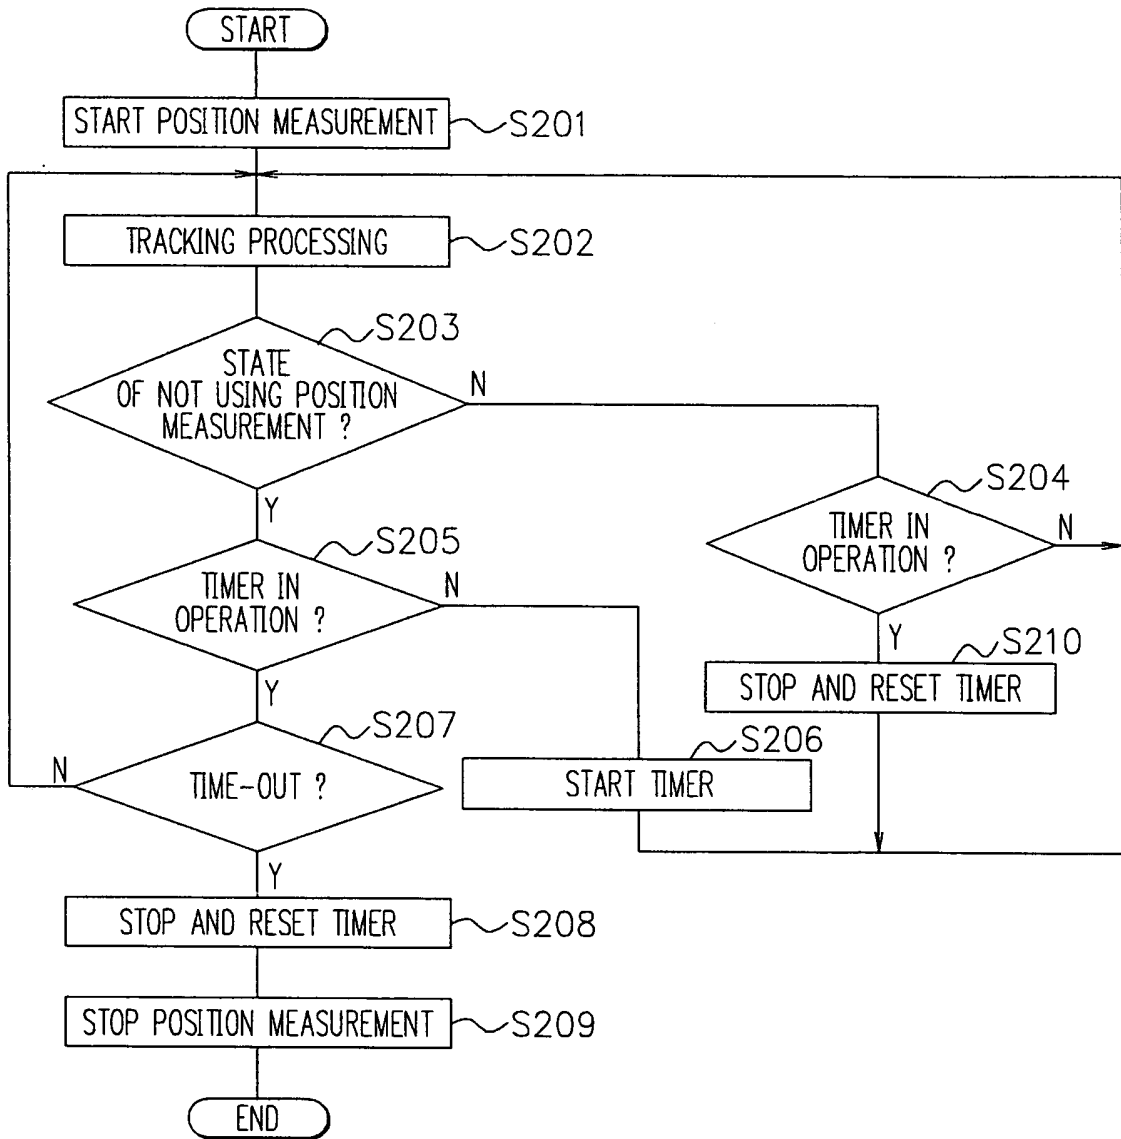 START
START POSITION MEASUREMENT
S201
TRACKING PROCESSING
S202
S203
STATE
OF NOT USING POSITION
MEASUREMENT ?
N
Y
S204
TIMER IN
OPERATION ?
N
Y
S205
TIMER IN
OPERATION ?
N
Y
S210
STOP AND RESET TIMER
S207
TIME-OUT ?
N
Y
S206
START TIMER
STOP AND RESET TIMER
S208
STOP POSITION MEASUREMENT
S209
END